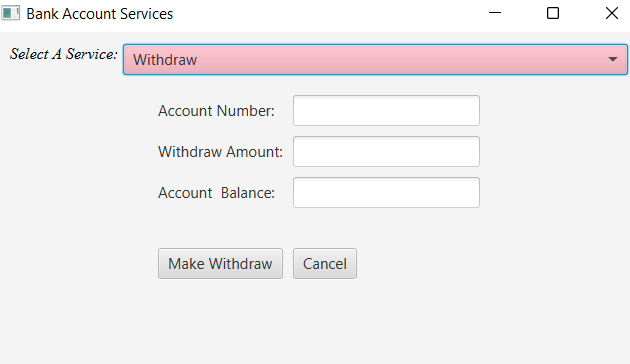 Bank Account Services
Select A Service: Withdraw
Account Number:
Withdraw Amount:
Account  Balance:
Make Withdraw Cancel